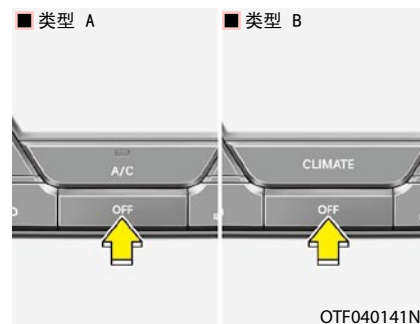 ■ 类型 A
■ 类型 B
A/C
CLIMATE
OFF
OFF
OTF040141N